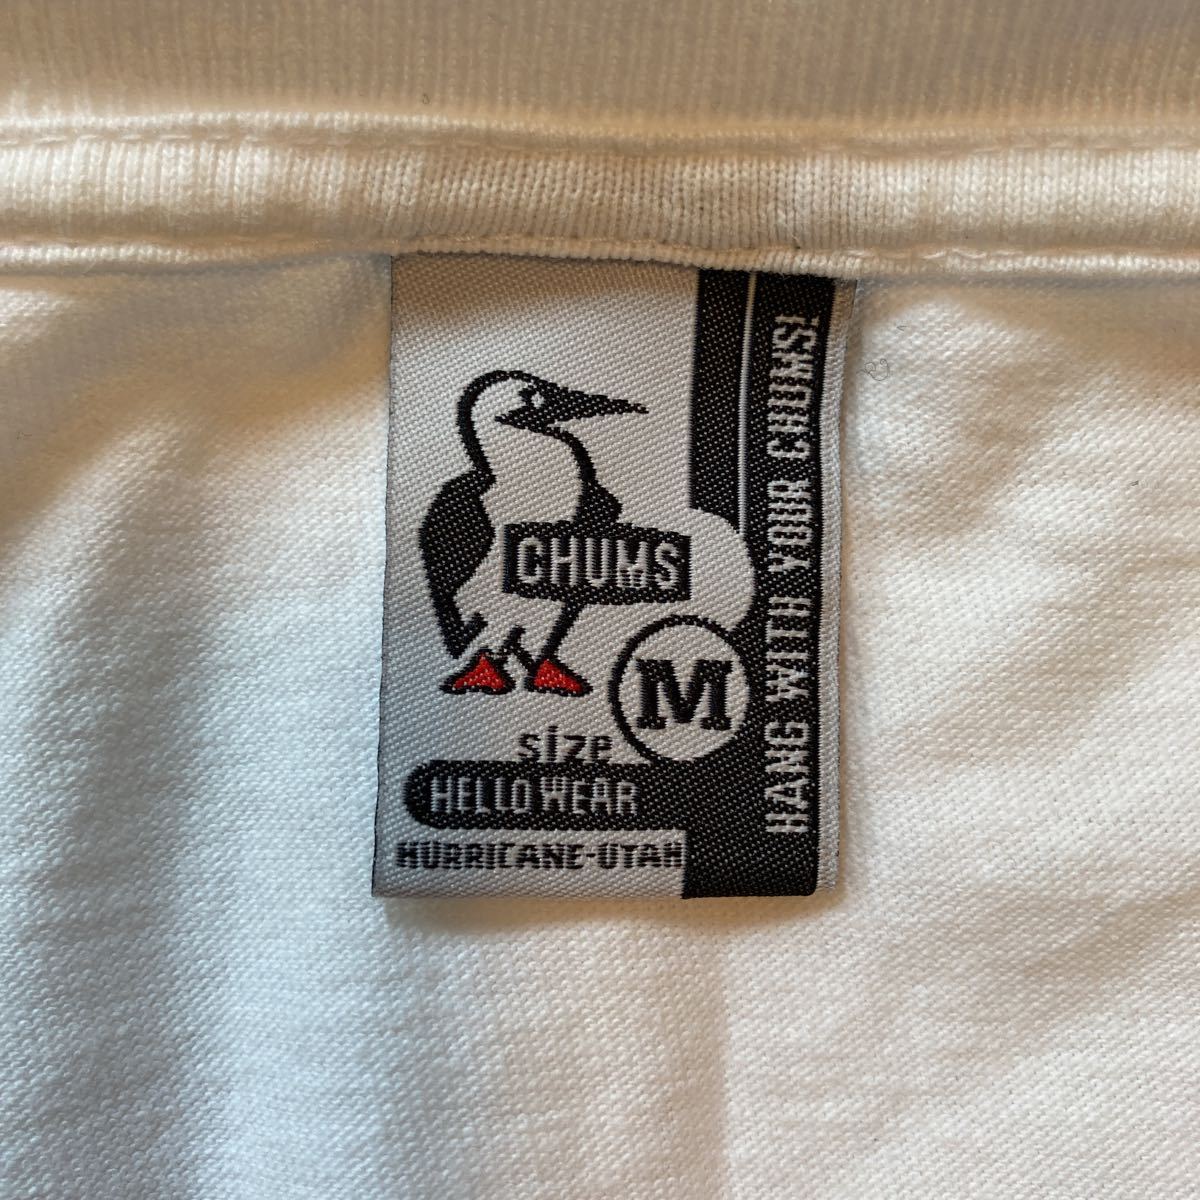 CHUMS
M
size
HELLO WEAR
HURRICANE-UTAH
HANG WITH YOUR CHUMS!